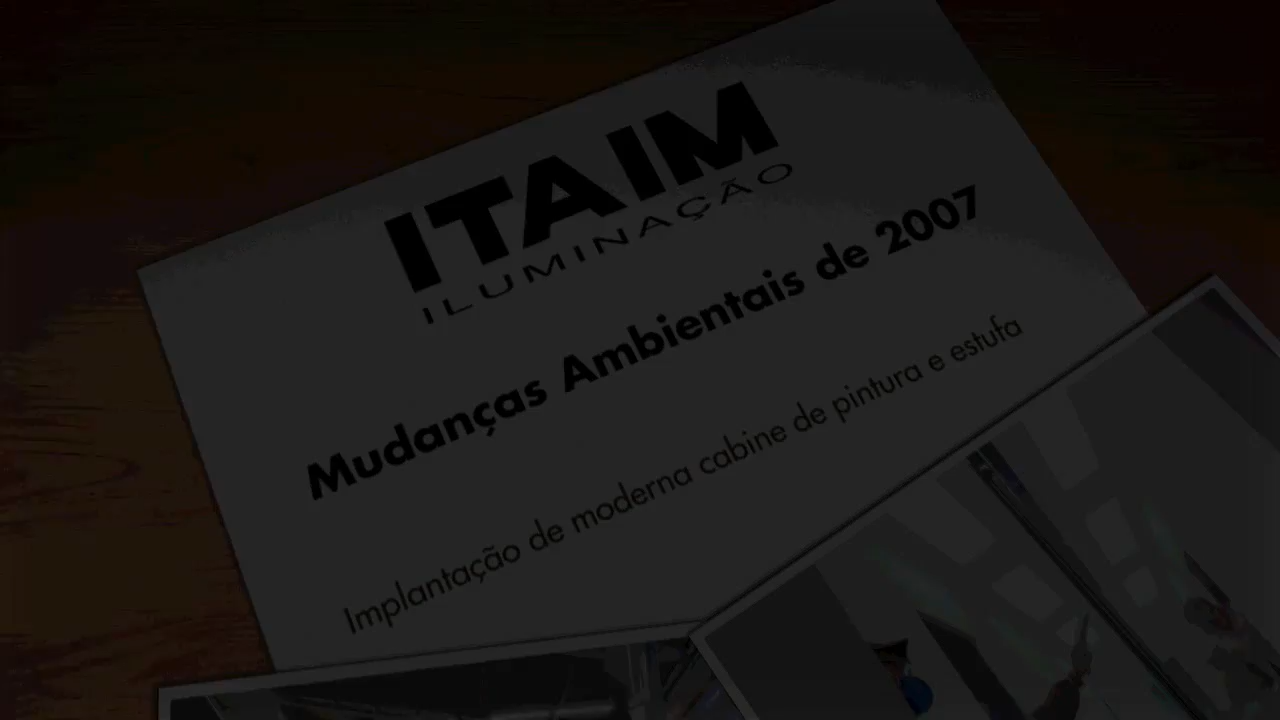 ITAIM
ILUMINAÇÃO
Mudanças Ambientais de 2007
Implantação de moderna cabine de pintura e estufa